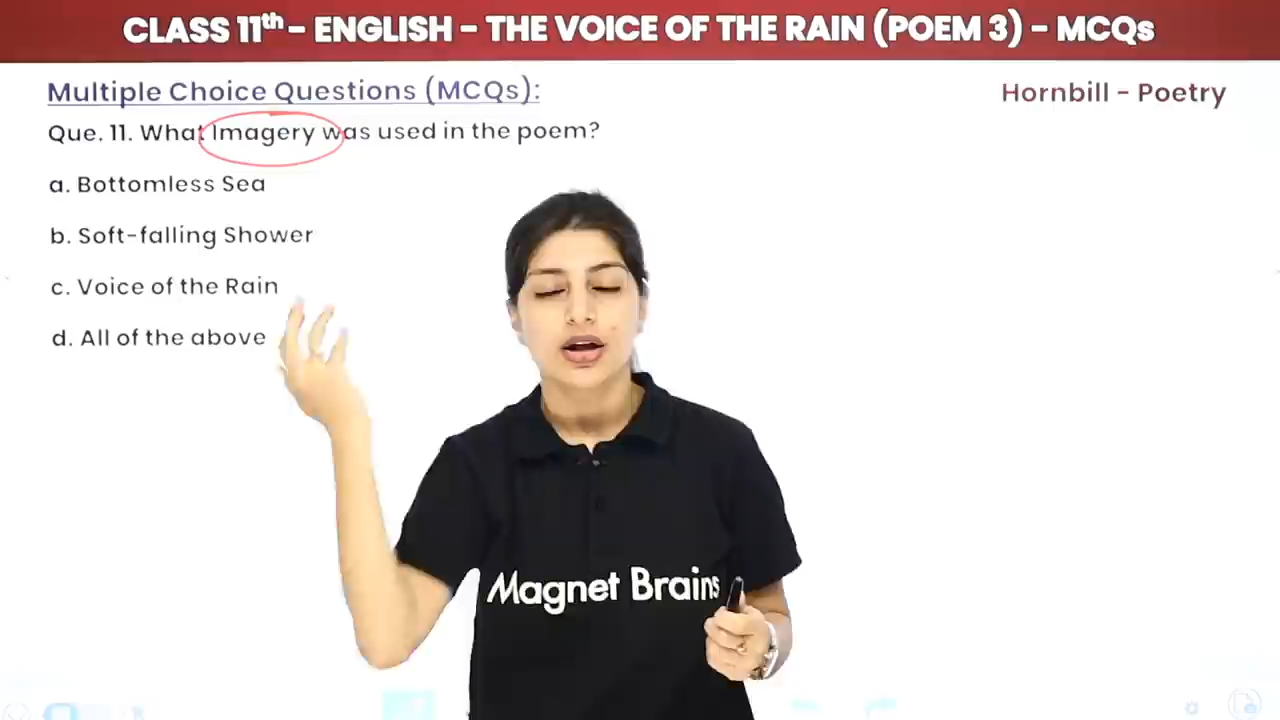 CLASS 11th - ENGLISH - THE VOICE OF THE RAIN (POEM 3) - MCQs
Multiple Choice Questions (MCQs):
Hornbill - Poetry
Que. 11. What Imagery was used in the poem?
a. Bottomless Sea
b. Soft-falling Shower
c. Voice of the Rain
d. All of the above
Magnet Brains